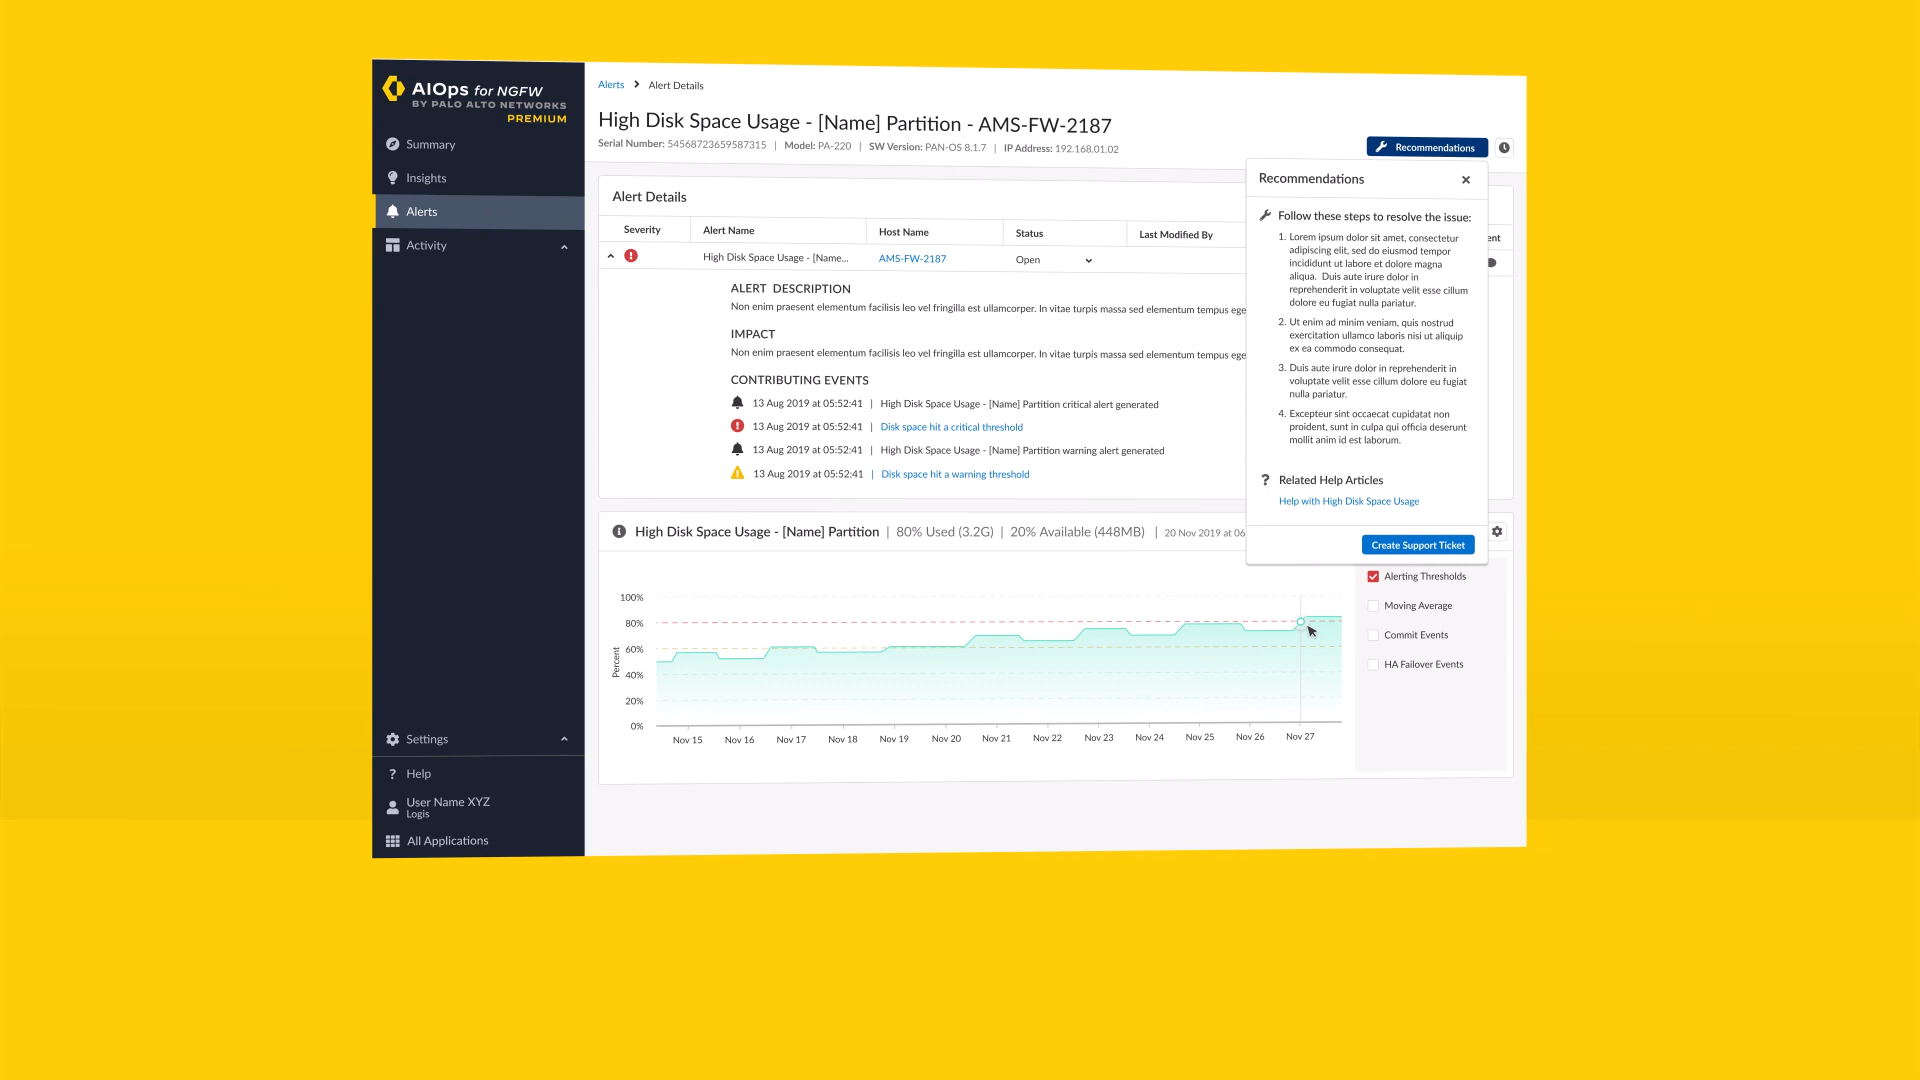 AIOps for NGFW
BY PALO ALTO NETWORKS
PREMIUM
Summary
Insights
Alerts
Activity
Settings
Help
User Name XYZ
Logis
All Applications
Alerts > Alert Details
High Disk Space Usage - [Name] Partition - AMS-FW-2187
Serial Number: 54568723659587315 | Model: PA-220 | SW Version: PAN-OS 8.1.7 | IP Address: 192.168.01.02
Recommendations
Alert Details
Severity Alert Name Host Name Status Last Modified By
High Disk Space Usage - [Name... AMS-FW-2187 Open
ALERT DESCRIPTION
Non enim praesent elementum facilisis leo vel fringilla est ullamcorper. In vitae turpis massa sed elementum tempus ege
IMPACT
Non enim praesent elementum facilisis leo vel fringilla est ullamcorper. In vitae turpis massa sed elementum tempus ege
CONTRIBUTING EVENTS
13 Aug 2019 at 05:52:41 | High Disk Space Usage - [Name] Partition critical alert generated
13 Aug 2019 at 05:52:41 | Disk space hit a critical threshold
13 Aug 2019 at 05:52:41 | High Disk Space Usage - [Name] Partition warning alert generated
13 Aug 2019 at 05:52:41 | Disk space hit a warning threshold
Recommendations
Follow these steps to resolve the issue:
1. Lorem ipsum dolor sit amet, consectetur
adipiscing elit, sed do eiusmod tempor
incididunt ut labore et dolore magna
aliqua. Duis aute irure dolor in
reprehenderit in voluptate velit esse cillum
dolore eu fugiat nulla pariatur.
2. Ut enim ad minim veniam, quis nostrud
exercitation ullamco laboris nisi ut aliquip
ex ea commodo consequat.
3. Duis aute irure dolor in reprehenderit in
voluptate velit esse cillum dolore eu fugiat
nulla pariatur.
4. Excepteur sint occaecat cupidatat non
proident, sunt in culpa qui officia deserunt
mollit anim id est laborum.
? Related Help Articles
Help with High Disk Space Usage
Create Support Ticket
ent
High Disk Space Usage - [Name] Partition | 80% Used (3.2G) | 20% Available (448MB) | 20 Nov 2019 at 06
Percent
100%
80%
60%
40%
20%
0%
Nov 15 Nov 16 Nov 17 Nov 18 Nov 19 Nov 20 Nov 21 Nov 22 Nov 23 Nov 24 Nov 25 Nov 26 Nov 27
Alerting Thresholds
Moving Average
Commit Events
HA Failover Events